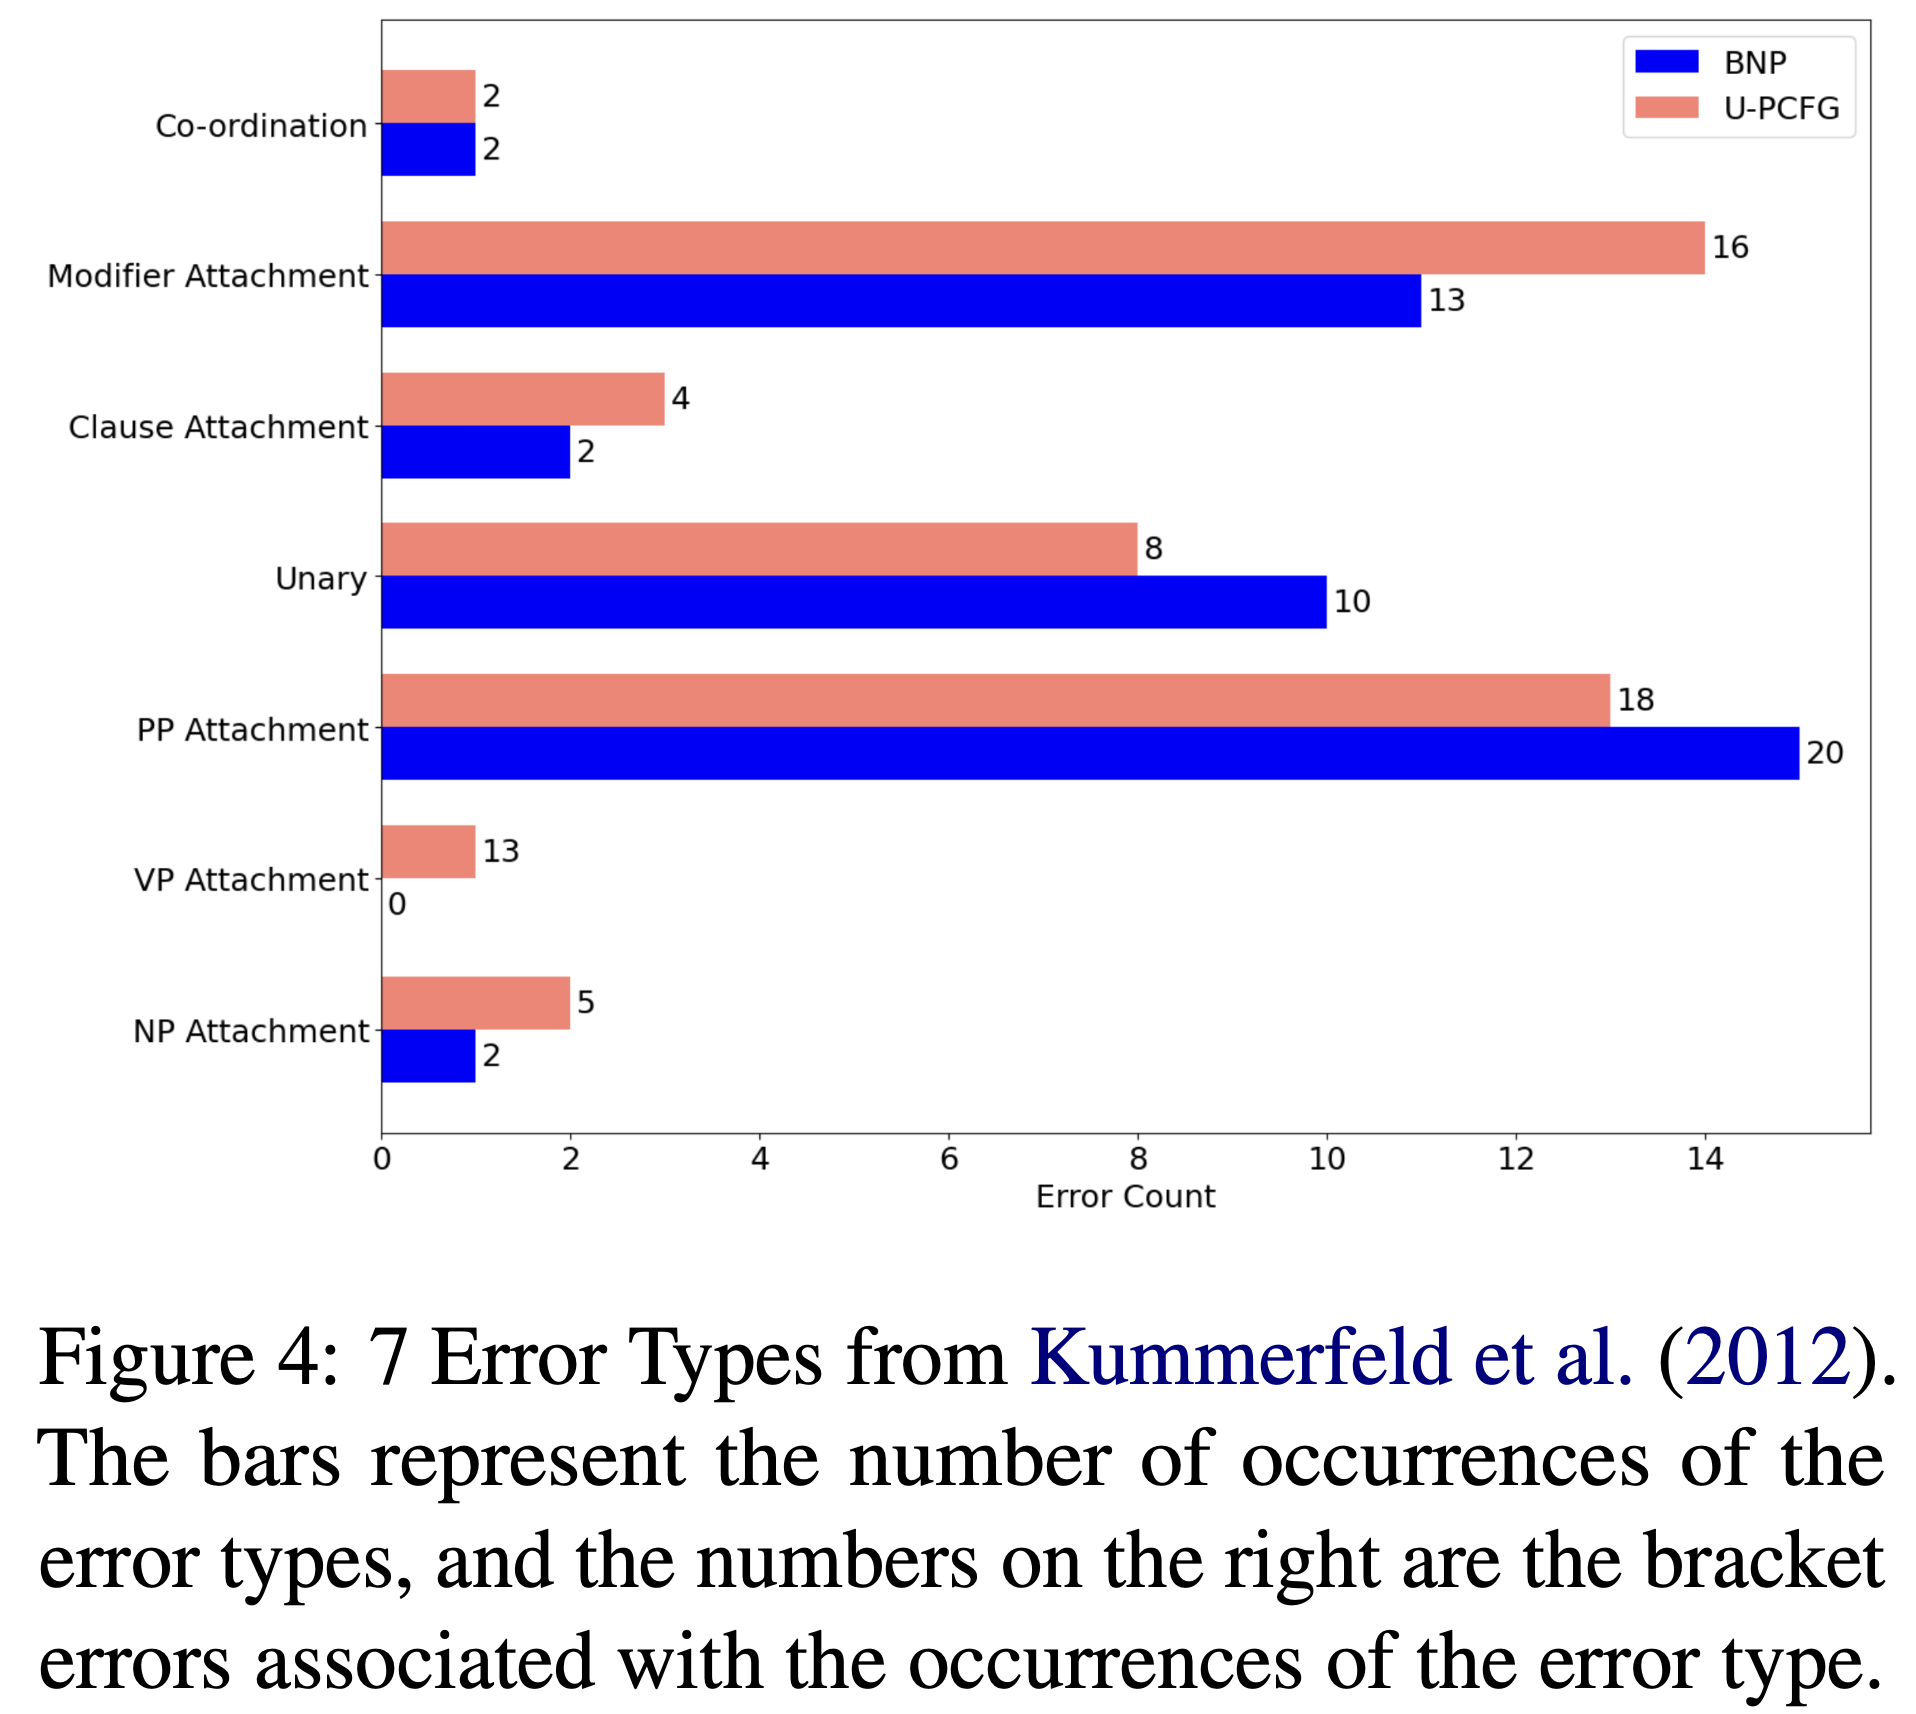 BNP
U-PCFG
Co-ordination
2
2
Modifier Attachment
16
13
Clause Attachment
4
2
Unary
8
10
PP Attachment
18
20
VP Attachment
13
0
NP Attachment
5
2
0 2 4 6 8 10 12 14
Error Count
Figure 4: 7 Error Types from Kummerfeld et al. (2012).
The bars represent the number of occurrences of the
error types, and the numbers on the right are the bracket
errors associated with the occurrences of the error type.